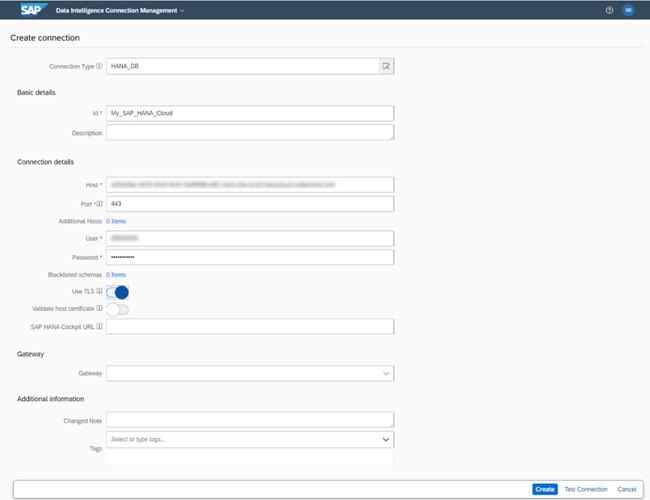 SAP Data Intelligence Connection Management WI
Create connection
Connection Type HANA_DB
Basic details
Id * My_SAP_HANA_Cloud
Description
Connection details
Host *
Port * 443
Additional Hosts 0 Items
User *
Password * •••••••••••
Blacklisted schemas 0 Items
Use TLS
Validate host certificate
SAP HANA Cockpit URL
Gateway
Gateway
Additional information
Changed Note
Tags Select or type tags...
Create Test Connection Cancel